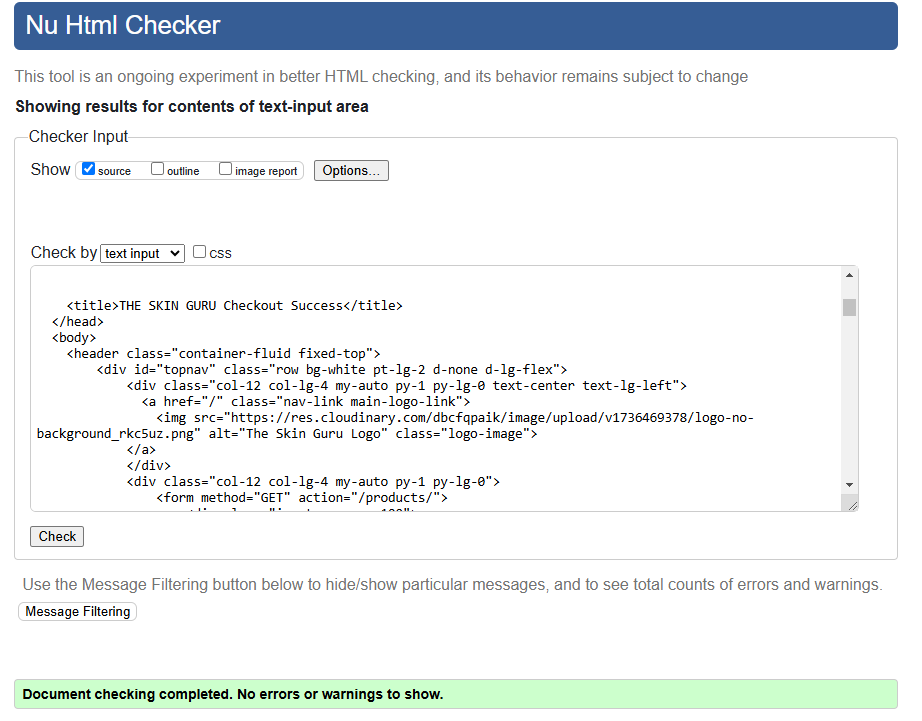 Nu Html Checker
This tool is an ongoing experiment in better HTML checking, and its behavior remains subject to change
Showing results for contents of text-input area
Checker Input
Show source outline image report Options...
Check by text input css
<title>THE SKIN GURU Checkout Success</title>
</head>
<body>
<header class="container-fluid fixed-top">
<div id="topnav" class="row bg-white pt-lg-2 d-none d-lg-flex">
<div class="col-12 col-lg-4 my-auto py-1 py-lg-0 text-center text-lg-left">
<a href="/" class="nav-link main-logo-link">
<img src="https://res.cloudinary.com/dbcfqpaik/image/upload/v1736469378/logo-no-
background_rkc5uz.png" alt="The Skin Guru Logo" class="logo-image">
</a>
</div>
<div class="col-12 col-lg-4 my-auto py-1 py-lg-0">
<form method="GET" action="/products/">
Check
Use the Message Filtering button below to hide/show particular messages, and to see total counts of errors and warnings.
Message Filtering
Document checking completed. No errors or warnings to show.